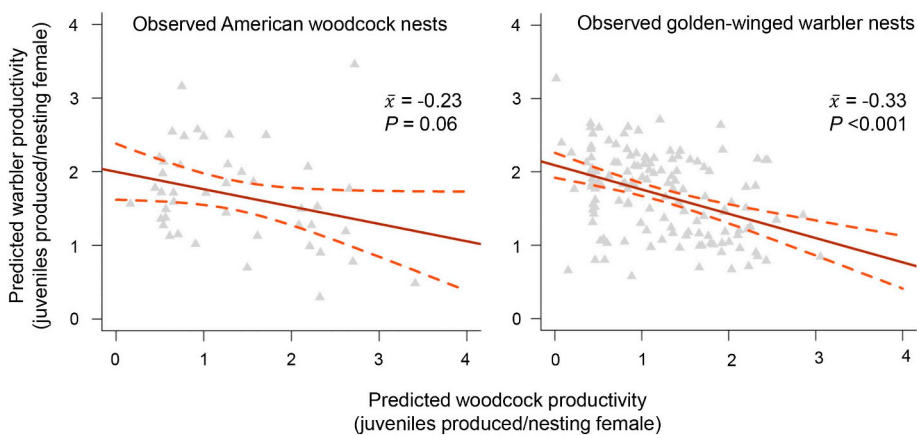 Observed American woodcock nests
x̄ = -0.23
P = 0.06
4
3
2
1
0
0 1 2 3 4
Observed golden-winged warbler nests
x̄ = -0.33
P <0.001
4
3
2
1
0
0 1 2 3 4
Predicted warbler productivity
(juveniles produced/nesting female)
Predicted woodcock productivity
(juveniles produced/nesting female)